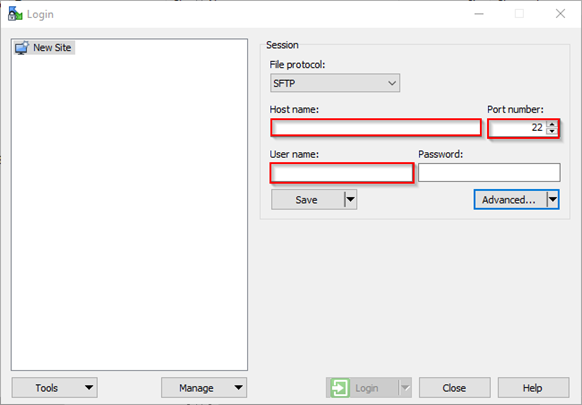 Login
New Site
Session
File protocol:
SFTP
Host name:
Port number:
22
User name:
Password:
Save
Advanced...
Tools
Manage
Login
Close
Help